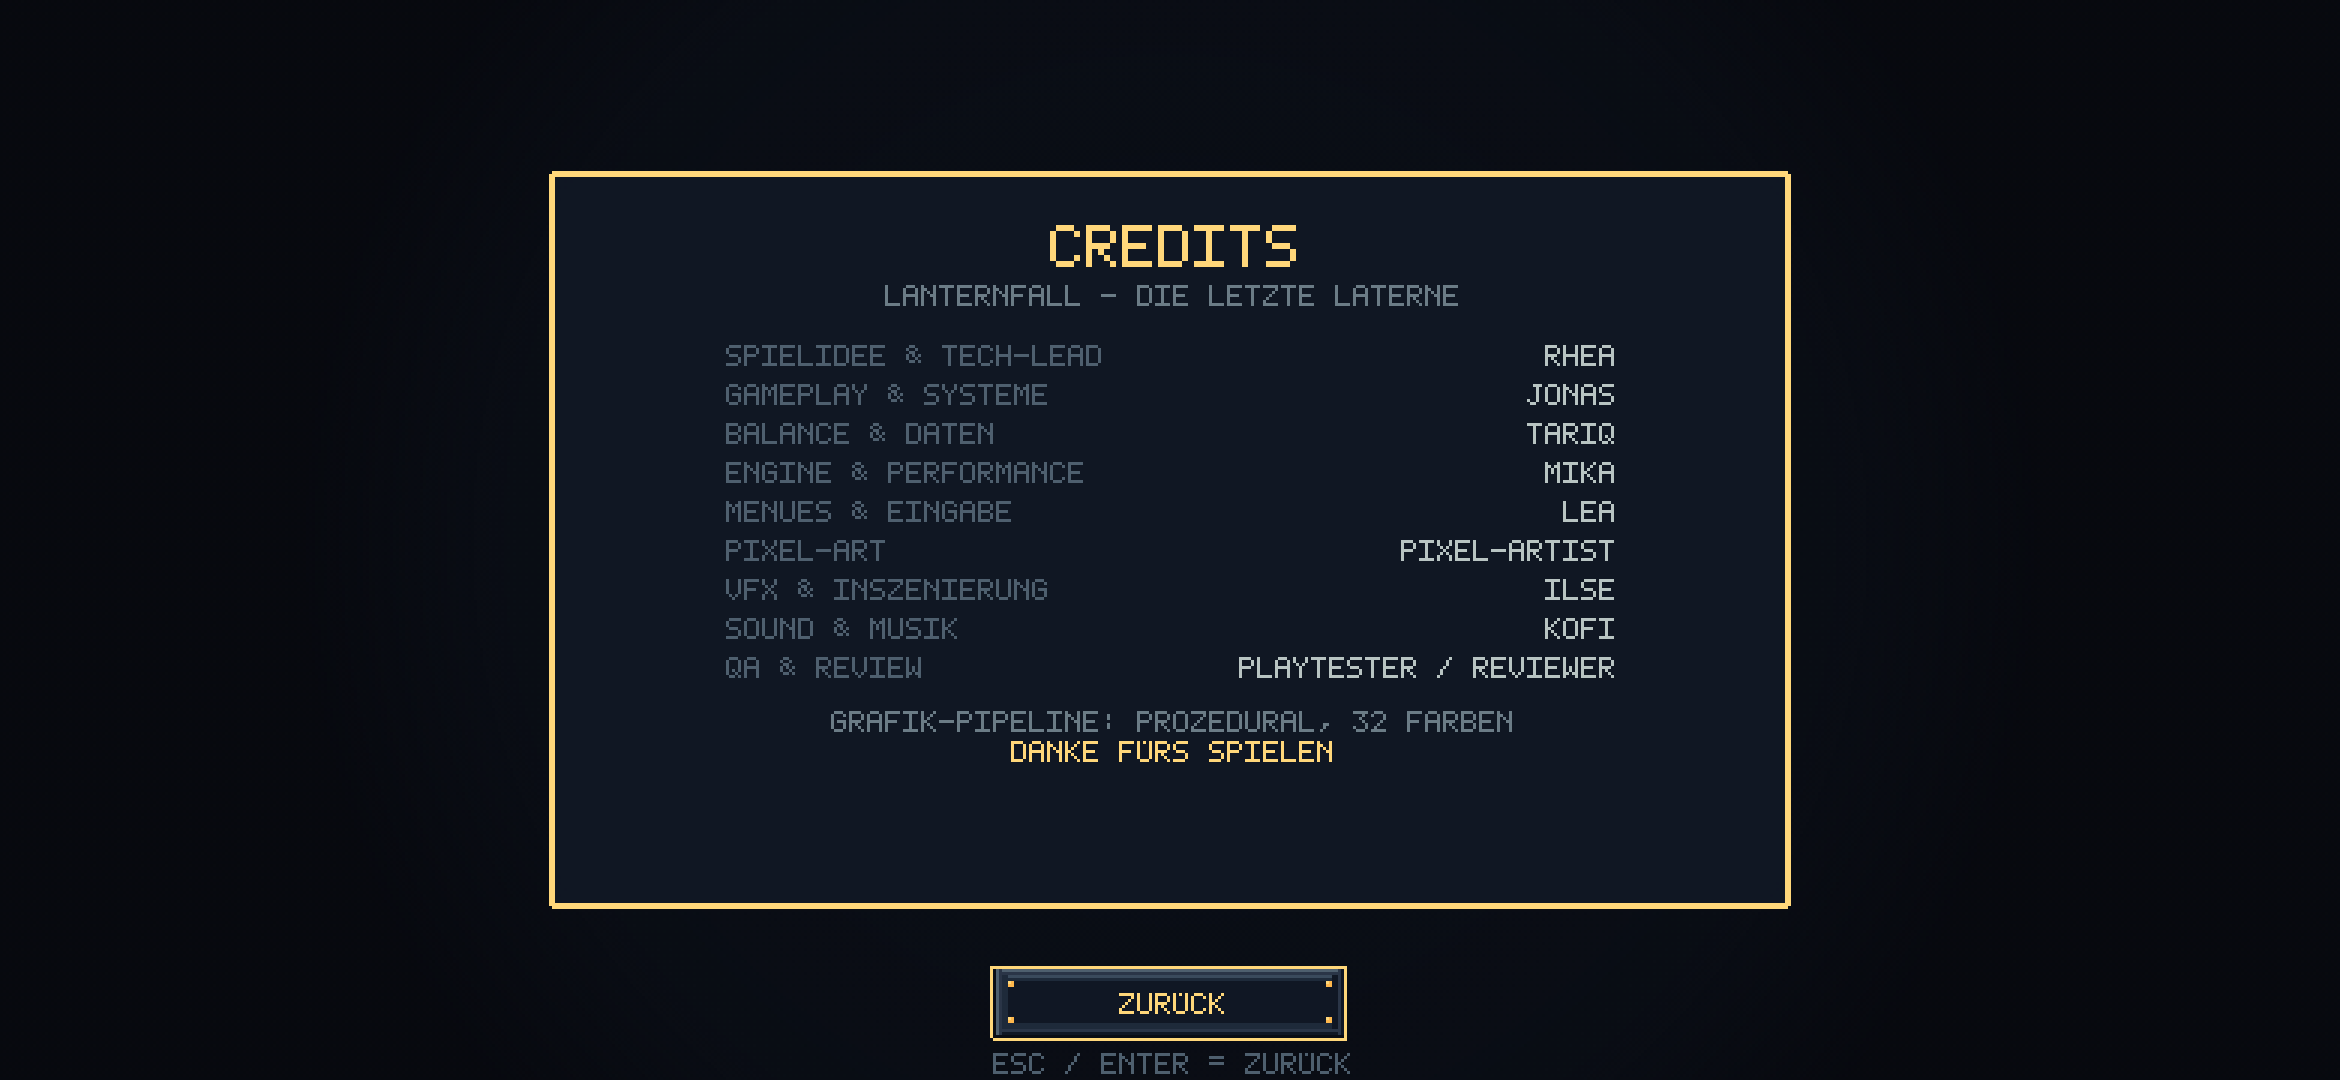 CREDITS
LANTERNFALL - DIE LETZTE LATERNE
SPIELIDEE & TECH-LEAD RHEA
GAMEPLAY & SYSTEME JONAS
BALANCE & DATEN TARIQ
ENGINE & PERFORMANCE MIKA
MENUES & EINGABE LEA
PIXEL-ART PIXEL-ARTIST
VFX & INSZENIERUNG ILSE
SOUND & MUSIK KOFI
QA & REVIEW PLAYTESTER / REVIEWER
GRAFIK-PIPELINE: PROZEDURAL, 32 FARBEN
DANKE FÜRS SPIELEN
ZURÜCK
ESC / ENTER = ZURÜCK